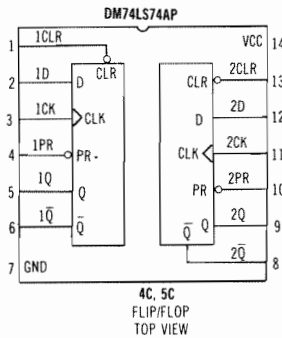 DM74LS74AP
1 1CLR VCC 14
CLR CLR 2CLR 13
2 1D D D 2D 12
3 1CK CLK CLK 2CK 11
4 1PR PR- PR 2PR 10
5 1Q Q Q 2Q 9
6 1Q̅ Q̅ Q̅ 2Q̅ 8
7 GND
4C, 5C
FLIP/FLOP
TOP VIEW